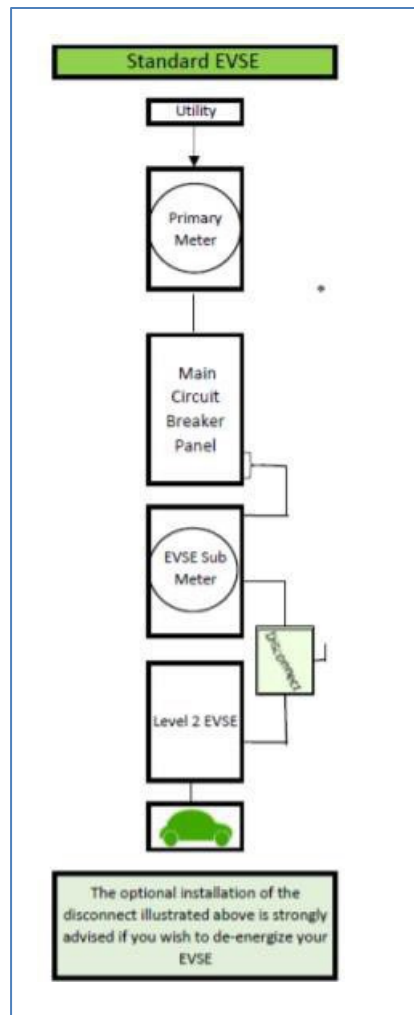 Standard EVSE
Utility
Primary
Meter
Main
Circuit
Breaker
Panel
EVSE Sub
Meter
Disconnect
Level 2 EVSE
The optional installation of the
disconnect illustrated above is strongly
advised if you wish to de-energize your
EVSE